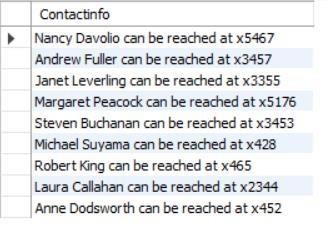 Contactinfo
Nancy Davolio can be reached at x5467
Andrew Fuller can be reached at x3457
Janet Leverling can be reached at x3355
Margaret Peacock can be reached at x5176
Steven Buchanan can be reached at x3453
Michael Suyama can be reached at x428
Robert King can be reached at x465
Laura Callahan can be reached at x2344
Anne Dodsworth can be reached at x452